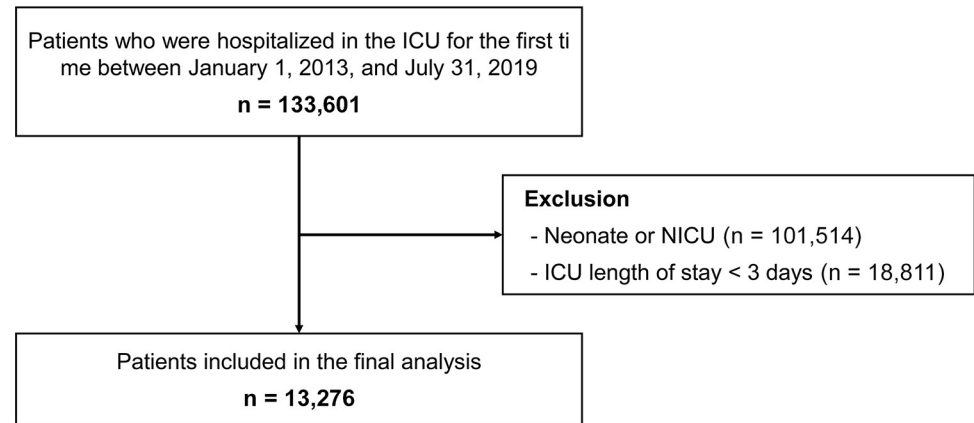 Patients who were hospitalized in the ICU for the first ti
me between January 1, 2013, and July 31, 2019
n = 133,601
Exclusion
- Neonate or NICU (n = 101,514)
- ICU length of stay < 3 days (n = 18,811)
Patients included in the final analysis
n = 13,276